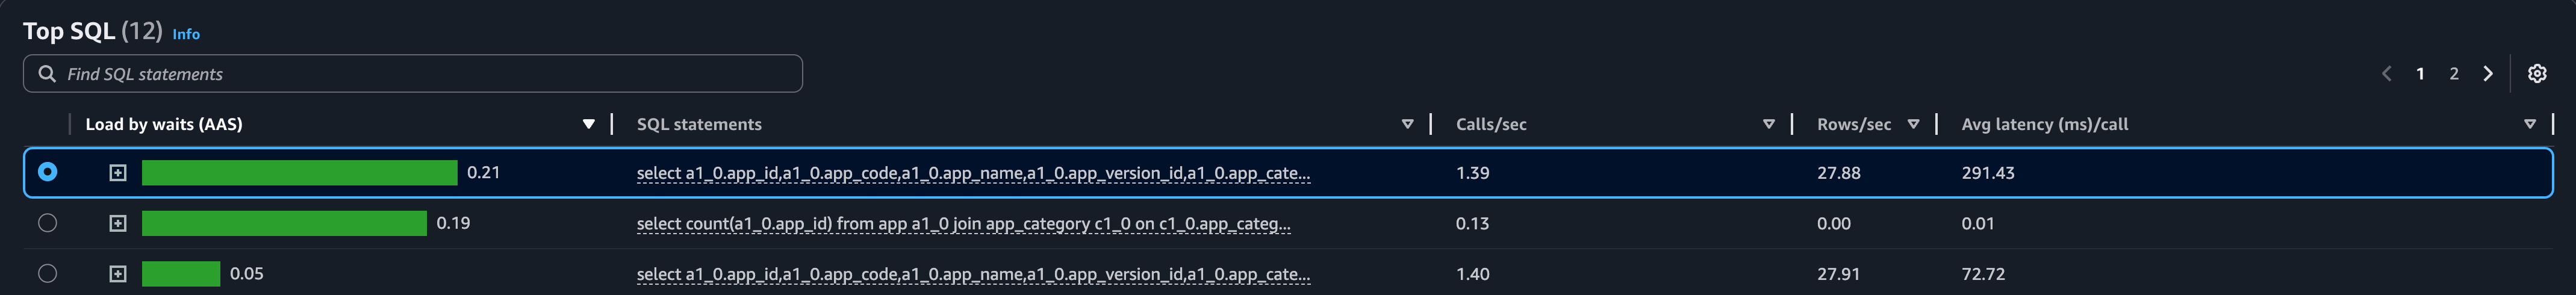 Top SQL (12) Info
Find SQL statements
1 2
Load by waits (AAS) SQL statements Calls/sec Rows/sec Avg latency (ms)/call
0.21 select a1_0.app_id,a1_0.app_code,a1_0.app_name,a1_0.app_version_id,a1_0.app_cate... 1.39 27.88 291.43
0.19 select count(a1_0.app_id) from app a1_0 join app_category c1_0 on c1_0.app_categ... 0.13 0.00 0.01
0.05 select a1_0.app_id,a1_0.app_code,a1_0.app_name,a1_0.app_version_id,a1_0.app_cate... 1.40 27.91 72.72